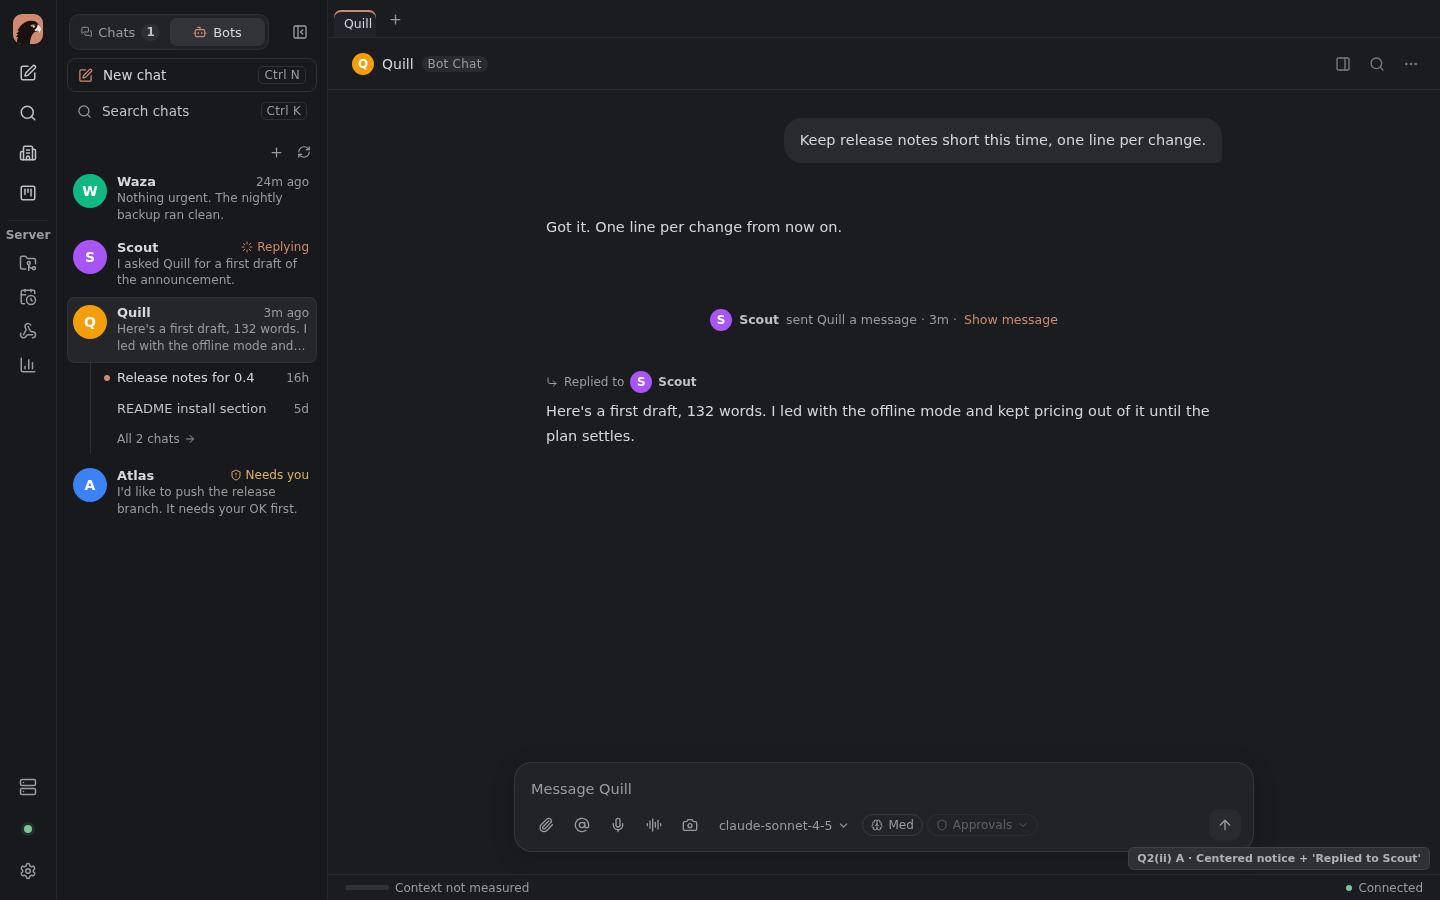 Chats 1
Bots
New chat Ctrl N
Search chats Ctrl K
Server
W Waza 24m ago
Nothing urgent. The nightly
backup ran clean.
S Scout Replying
I asked Quill for a first draft of
the announcement.
Q Quill 3m ago
Here's a first draft, 132 words. I
led with the offline mode and…
Release notes for 0.4 16h
README install section 5d
All 2 chats →
A Atlas Needs you
I'd like to push the release
branch. It needs your OK first.
Quill
Q Quill Bot Chat
Keep release notes short this time, one line per change.
Got it. One line per change from now on.
S Scout sent Quill a message · 3m · Show message
Replied to S Scout
Here's a first draft, 132 words. I led with the offline mode and kept pricing out of it until the
plan settles.
Message Quill
claude-sonnet-4-5 Med Approvals
Q2(ii) A · Centered notice + 'Replied to Scout'
Context not measured
Connected